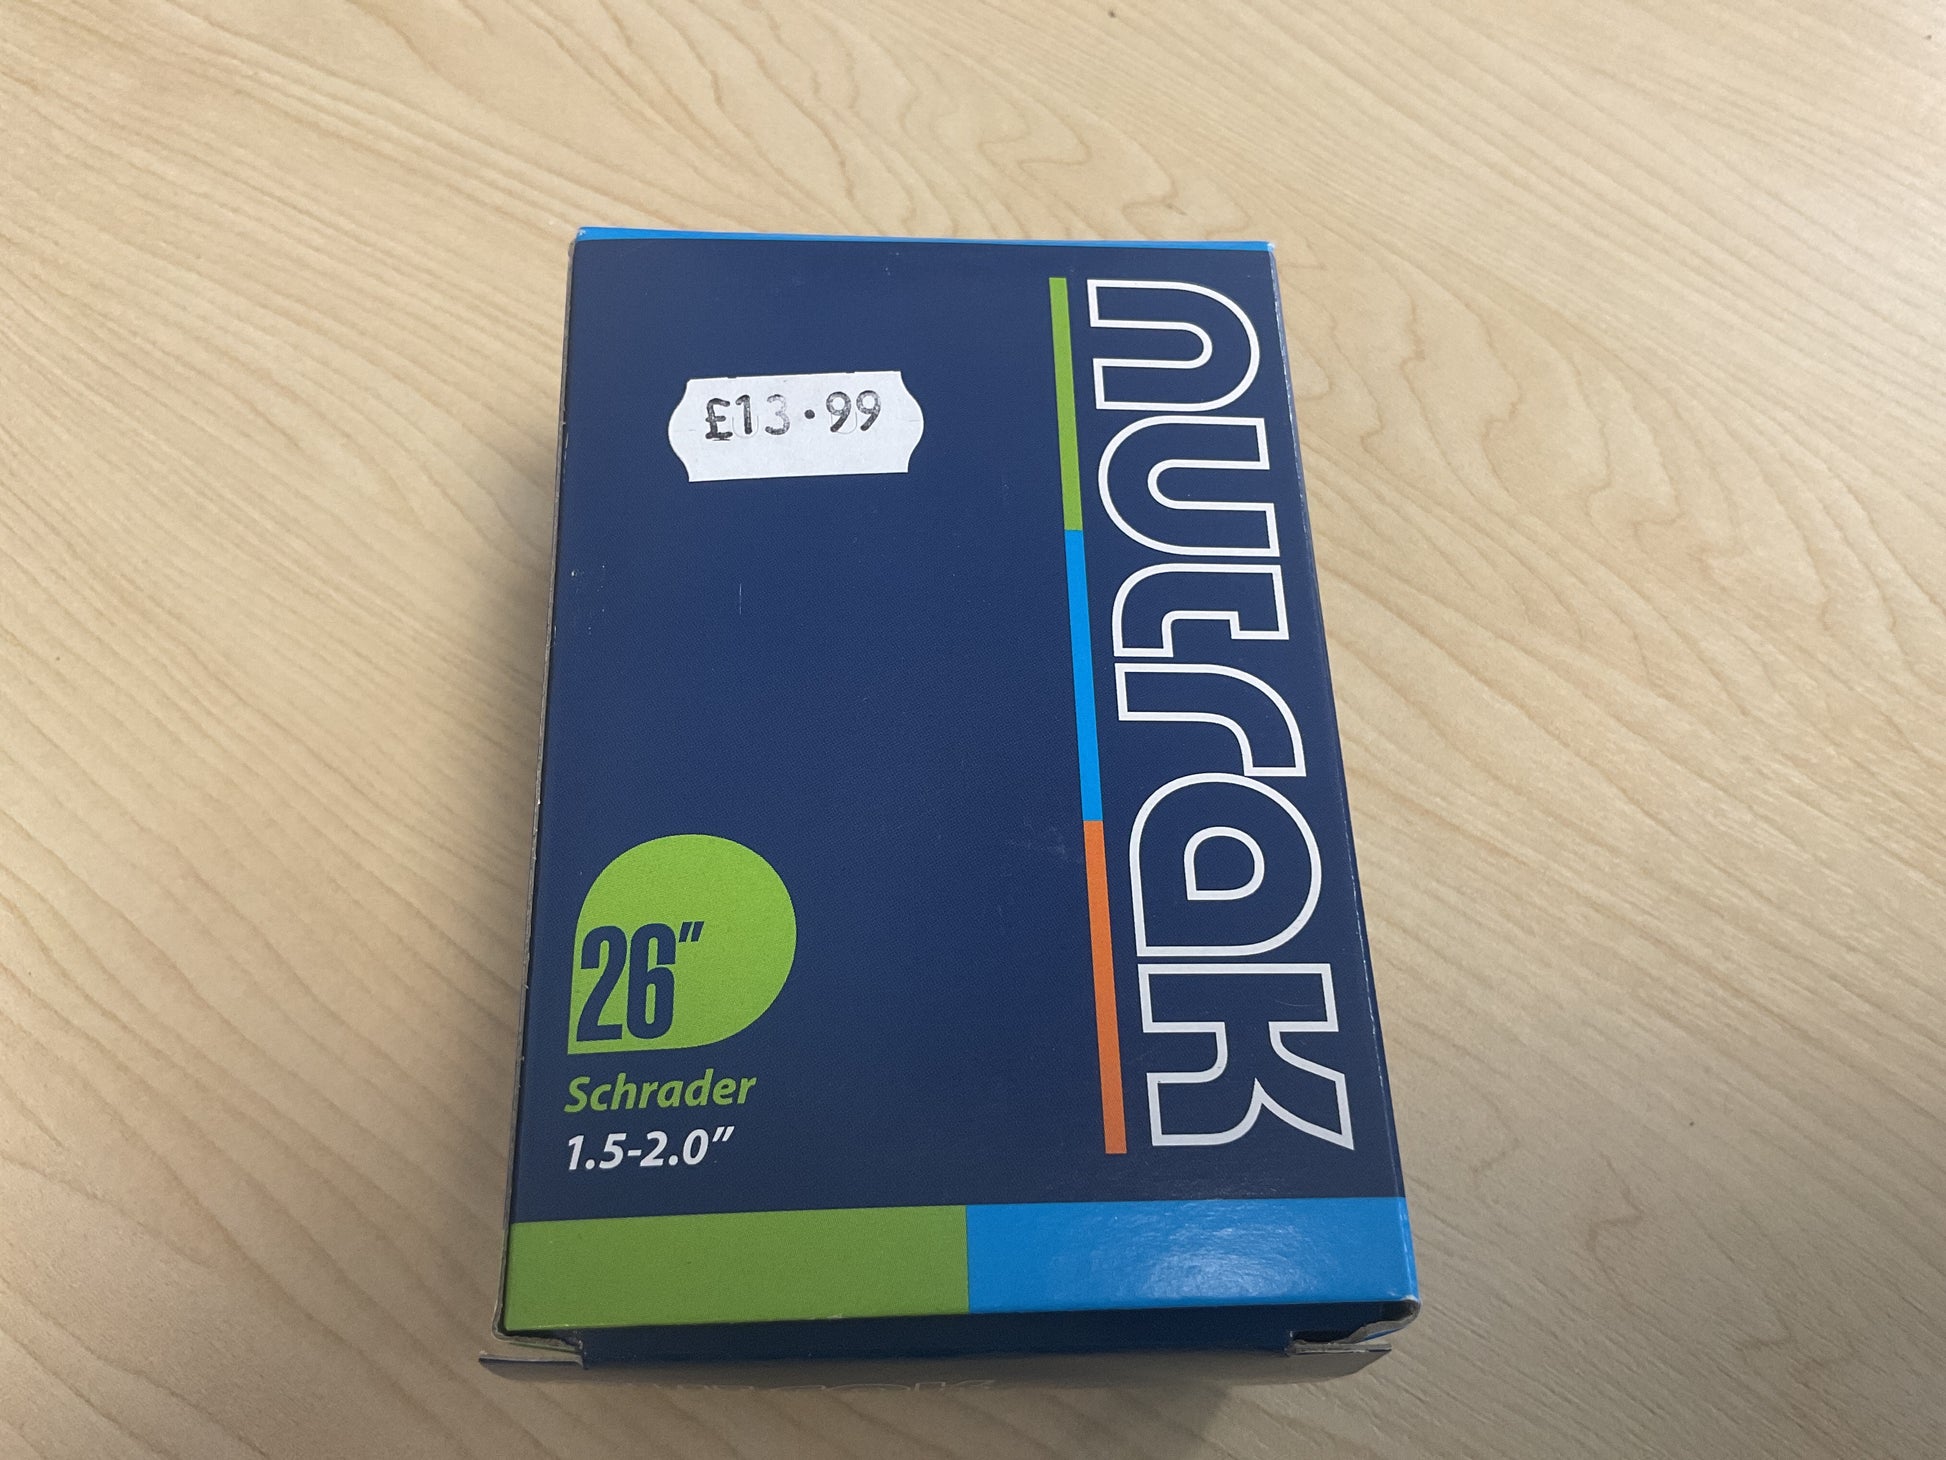 £13.99
nutrak
26"
Schrader
1.5-2.0"